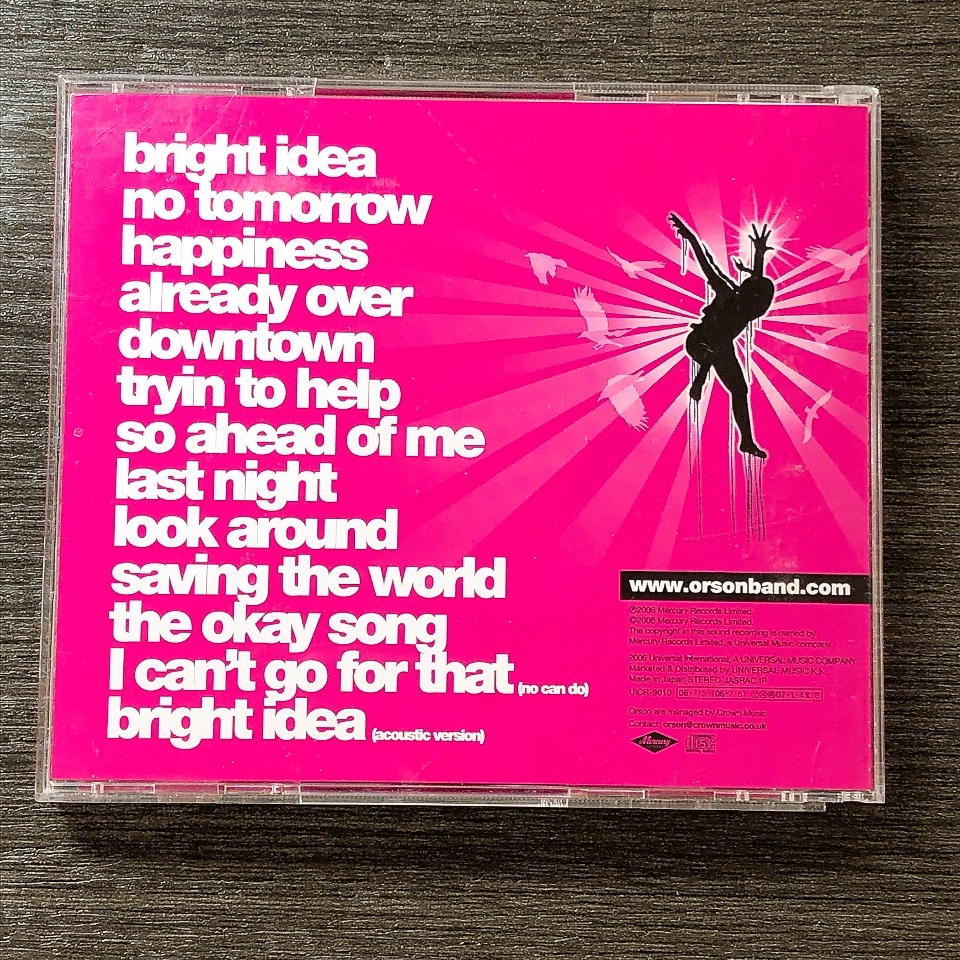 bright idea
no tomorrow
happiness
already over
downtown
tryin to help
so ahead of me
last night
look around
saving the world
the okay song
I can't go for that (no can do)
bright idea (acoustic version)
www.orsonband.com
℗2006 Mercury Records Limited.
©2006 Mercury Records Limited.
The copyright in this sound recording is owned by
Mercury Records Limited, a Universal Music company.
2006 Universal International, A UNIVERSAL MUSIC COMPANY.
Marketed & Distributed by UNIVERSAL MUSIC K.K.
Made in Japan STEREO-JASRAC-IP
UICR-9010
Orson are managed by Crown Music
Contact: orson@crownmusic.co.uk
Mercury
disc